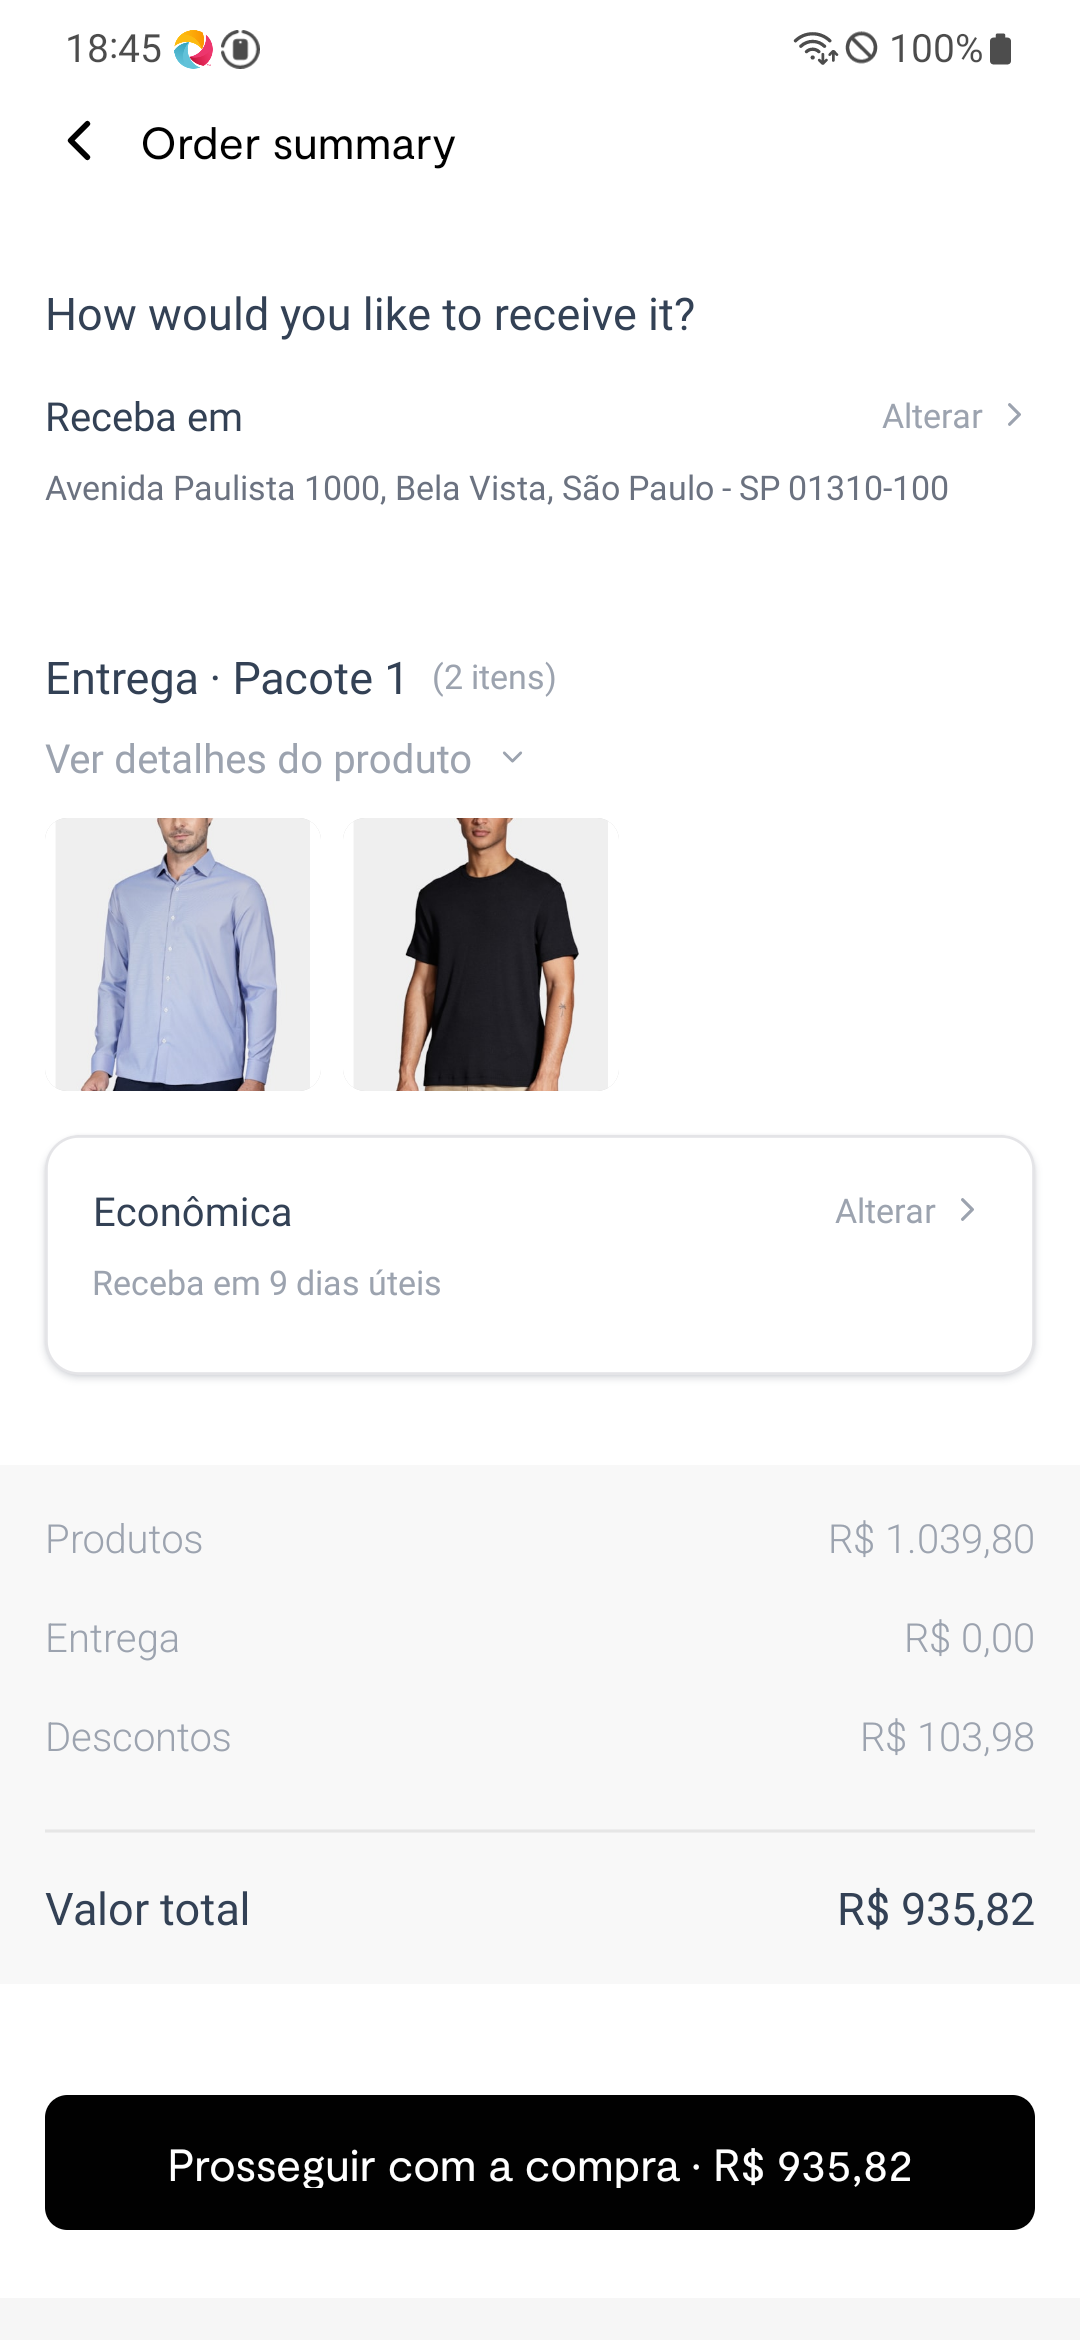 18:45
100%
Order summary
How would you like to receive it?
Receba em
Alterar
Avenida Paulista 1000, Bela Vista, São Paulo - SP 01310-100
Entrega · Pacote 1 (2 itens)
Ver detalhes do produto
Econômica
Alterar
Receba em 9 dias úteis
Produtos R$ 1.039,80
Entrega R$ 0,00
Descontos R$ 103,98
Valor total R$ 935,82
Prosseguir com a compra · R$ 935,82